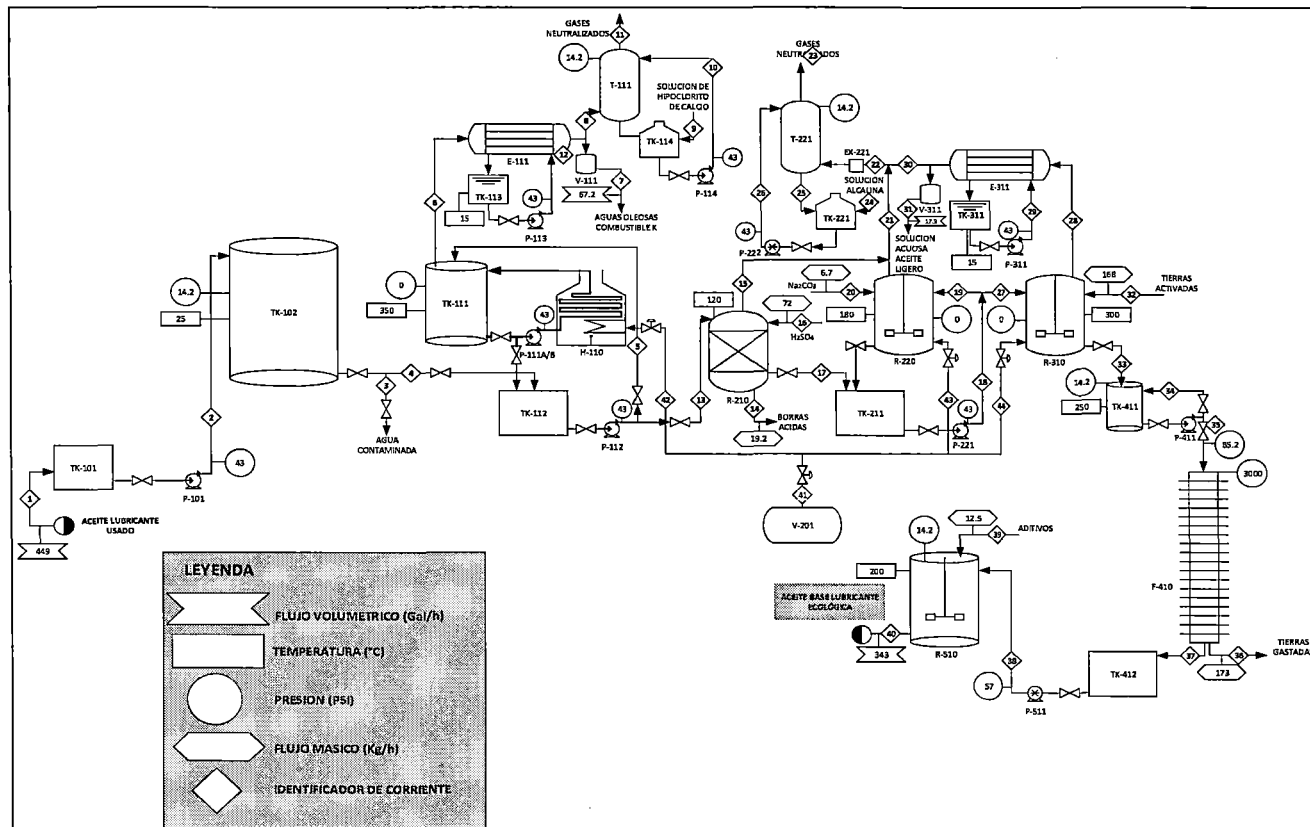 GASES
NEUTRALIZADOS
11
14.2
T-111
10
SOLUCION DE
HIPOCLORITO
DE CALCIO
9
8
TK-114
43
P-114
E-111
12
V-111
7
67.2
AGUAS OLEOSAS
COMBUSTIBLE K
TK-113
15
43
P-113
6
GASES
NEUTRALIZADOS
23
T-221
14.2
EX-221
22
30
SOLUCION
ALCALINA
24
25
26
TK-221
43
P-222
21
E-311
31
V-311
17.3
SOLUCION
ACUOSA
ACEITE
LIGERO
TK-311
15
43
29
P-311
28
14.2
25
TK-102
2
43
P-101
TK-101
1
ACEITE LUBRICANTE
USADO
449
3
4
AGUA
CONTAMINADA
0
350
TK-111
P-111A/B
43
H-110
5
TK-112
43
P-112
42
13
15
120
72
16
H2SO4
R-210
14
BORRAS
ACIDAS
19.2
17
6.7
Na2CO3
20
180
0
R-220
19
27
TK-211
43
P-221
18
43
44
41
V-201
168
TIERRAS
ACTIVADAS
32
0
300
R-310
33
14.2
250
TK-411
34
P-411
35
85.2
3000
F-410
37
36
TIERRAS
GASTADAS
173
TK-412
P-511
57
38
14.2
12.5
39
ADITIVOS
200
ACEITE BASE LUBRICANTE
ECOLÓGICA
40
343
R-510
LEYENDA
FLUJO VOLUMETRICO (Gal/h)
TEMPERATURA (°C)
PRESION (PSI)
FLUJO MASICO (Kg/h)
IDENTIFICADOR DE CORRIENTE